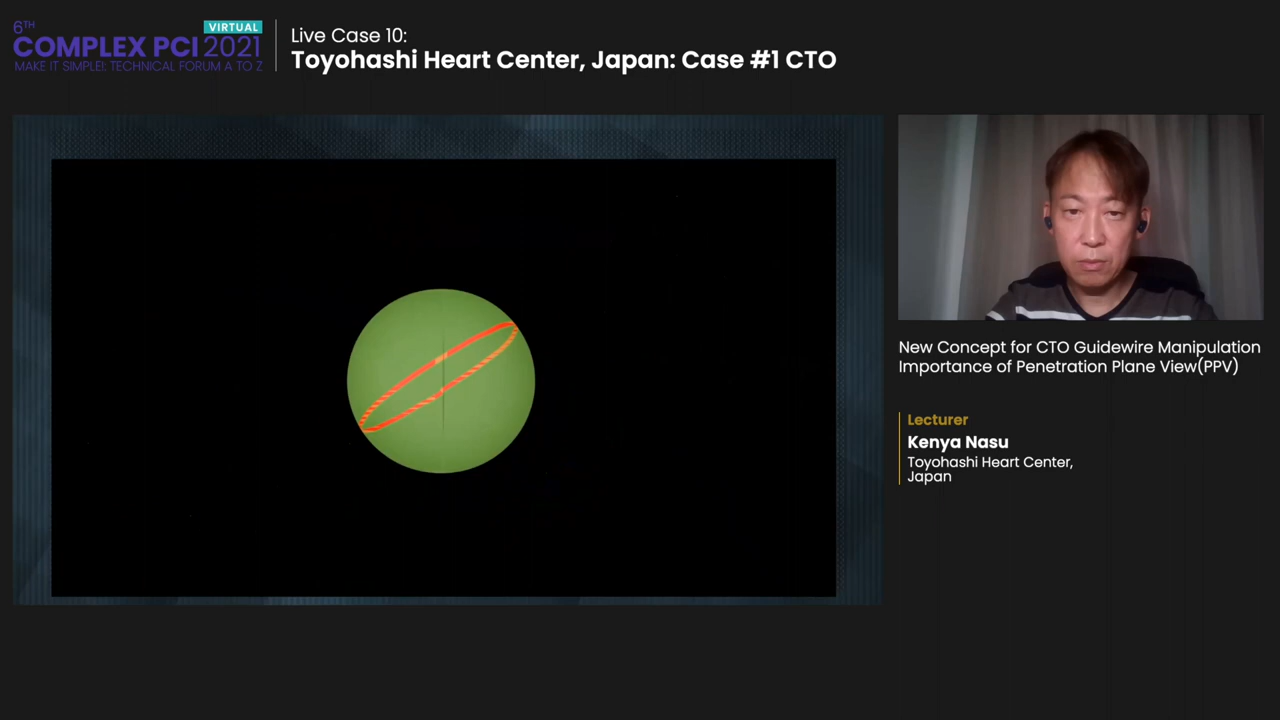 6TH VIRTUAL
COMPLEX PCI 2021
MAKE IT SIMPLE!: TECHNICAL FORUM A TO Z
Live Case 10:
Toyohashi Heart Center, Japan: Case #1 CTO
New Concept for CTO Guidewire Manipulation
Importance of Penetration Plane View(PPV)
Lecturer
Kenya Nasu
Toyohashi Heart Center,
Japan